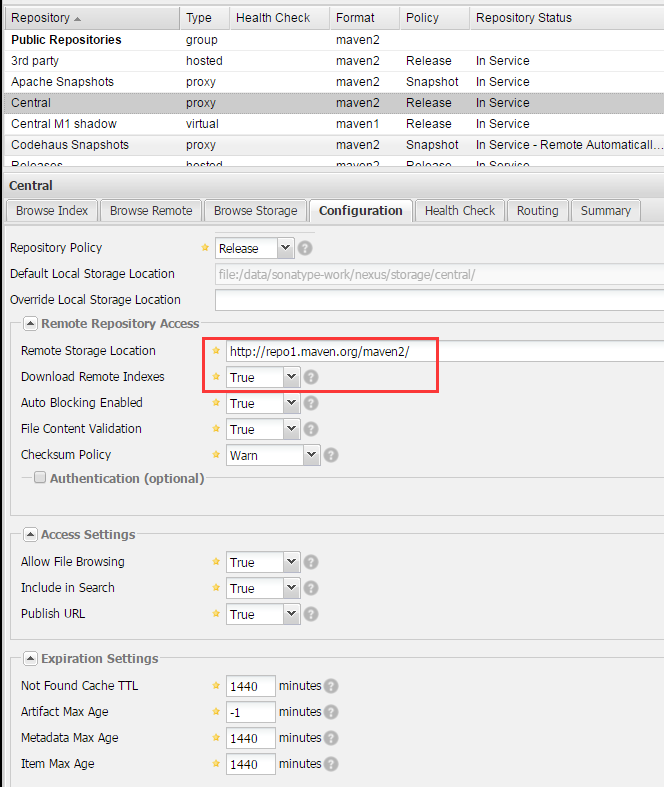 Repository Type Health Check Format Policy Repository Status
Public Repositories group maven2
3rd party hosted maven2 Release In Service
Apache Snapshots proxy maven2 Snapshot In Service
Central proxy maven2 Release In Service
Central M1 shadow virtual maven1 Release In Service
Codehaus Snapshots proxy maven2 Snapshot In Service - Remote Automaticall...
Releases hosted maven2 Release In Service
Central
Browse Index Browse Remote Browse Storage Configuration Health Check Routing Summary
Repository Policy Release ?
Default Local Storage Location file:/data/sonatype-work/nexus/storage/central/
Override Local Storage Location
Remote Repository Access
Remote Storage Location http://repo1.maven.org/maven2/
Download Remote Indexes True ?
Auto Blocking Enabled True ?
File Content Validation True ?
Checksum Policy Warn ?
Authentication (optional)
Access Settings
Allow File Browsing True ?
Include in Search True ?
Publish URL True ?
Expiration Settings
Not Found Cache TTL 1440 minutes ?
Artifact Max Age -1 minutes ?
Metadata Max Age 1440 minutes ?
Item Max Age 1440 minutes ?